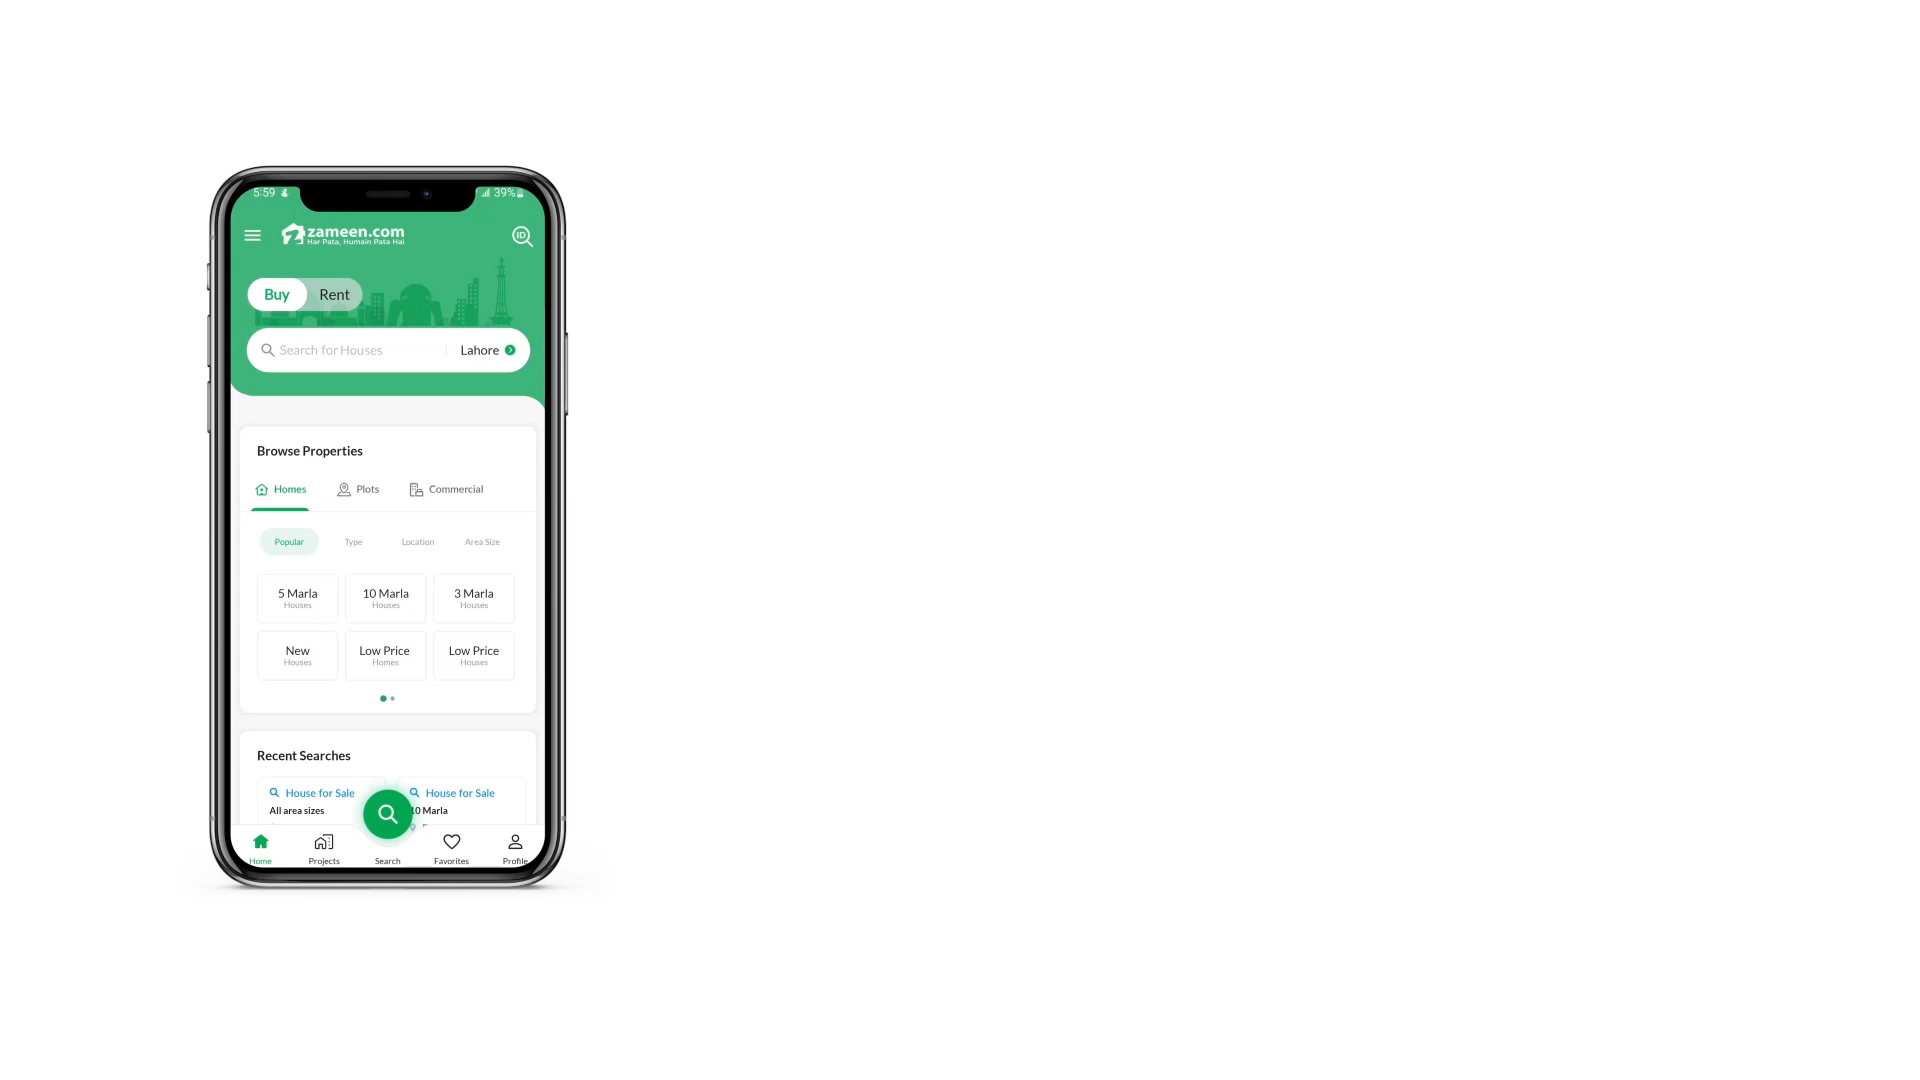 5:59 39%
zameen.com
Har Pata, Humain Pata Hai
ID
Buy Rent
Search for Houses Lahore
Browse Properties
Homes Plots Commercial
Popular Type Location Area Size
5 Marla 10 Marla 3 Marla
Houses Houses Houses
New Low Price Low Price
Houses Homes Houses
Recent Searches
House for Sale House for Sale
All area sizes 10 Marla
Home Projects Search Favorites Profile